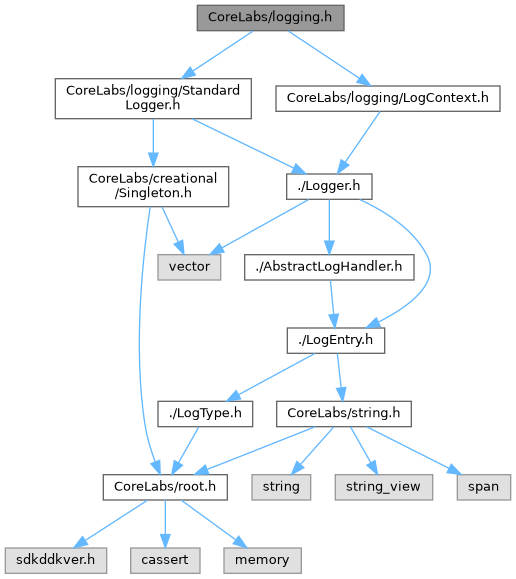 CoreLabs/logging.h
CoreLabs/logging/Standard
Logger.h
CoreLabs/logging/LogContext.h
CoreLabs/creational
/Singleton.h
./Logger.h
vector
./AbstractLogHandler.h
./LogEntry.h
./LogType.h
CoreLabs/string.h
CoreLabs/root.h
string
string_view
span
sdkddkver.h
cassert
memory